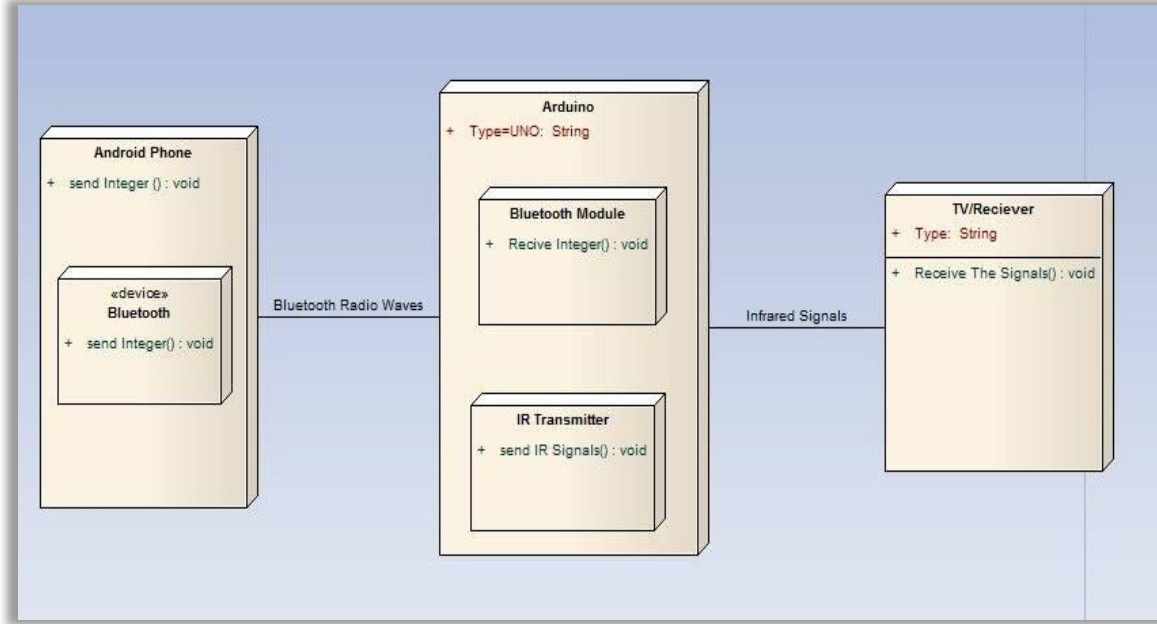 Android Phone
+ send Integer () : void
«device»
Bluetooth
+ send Integer() : void
Bluetooth Radio Waves
Arduino
+ Type=UNO: String
Bluetooth Module
+ Recive Integer() : void
IR Transmitter
+ send IR Signals() : void
Infrared Signals
TV/Reciever
+ Type: String
+ Receive The Signals() : void